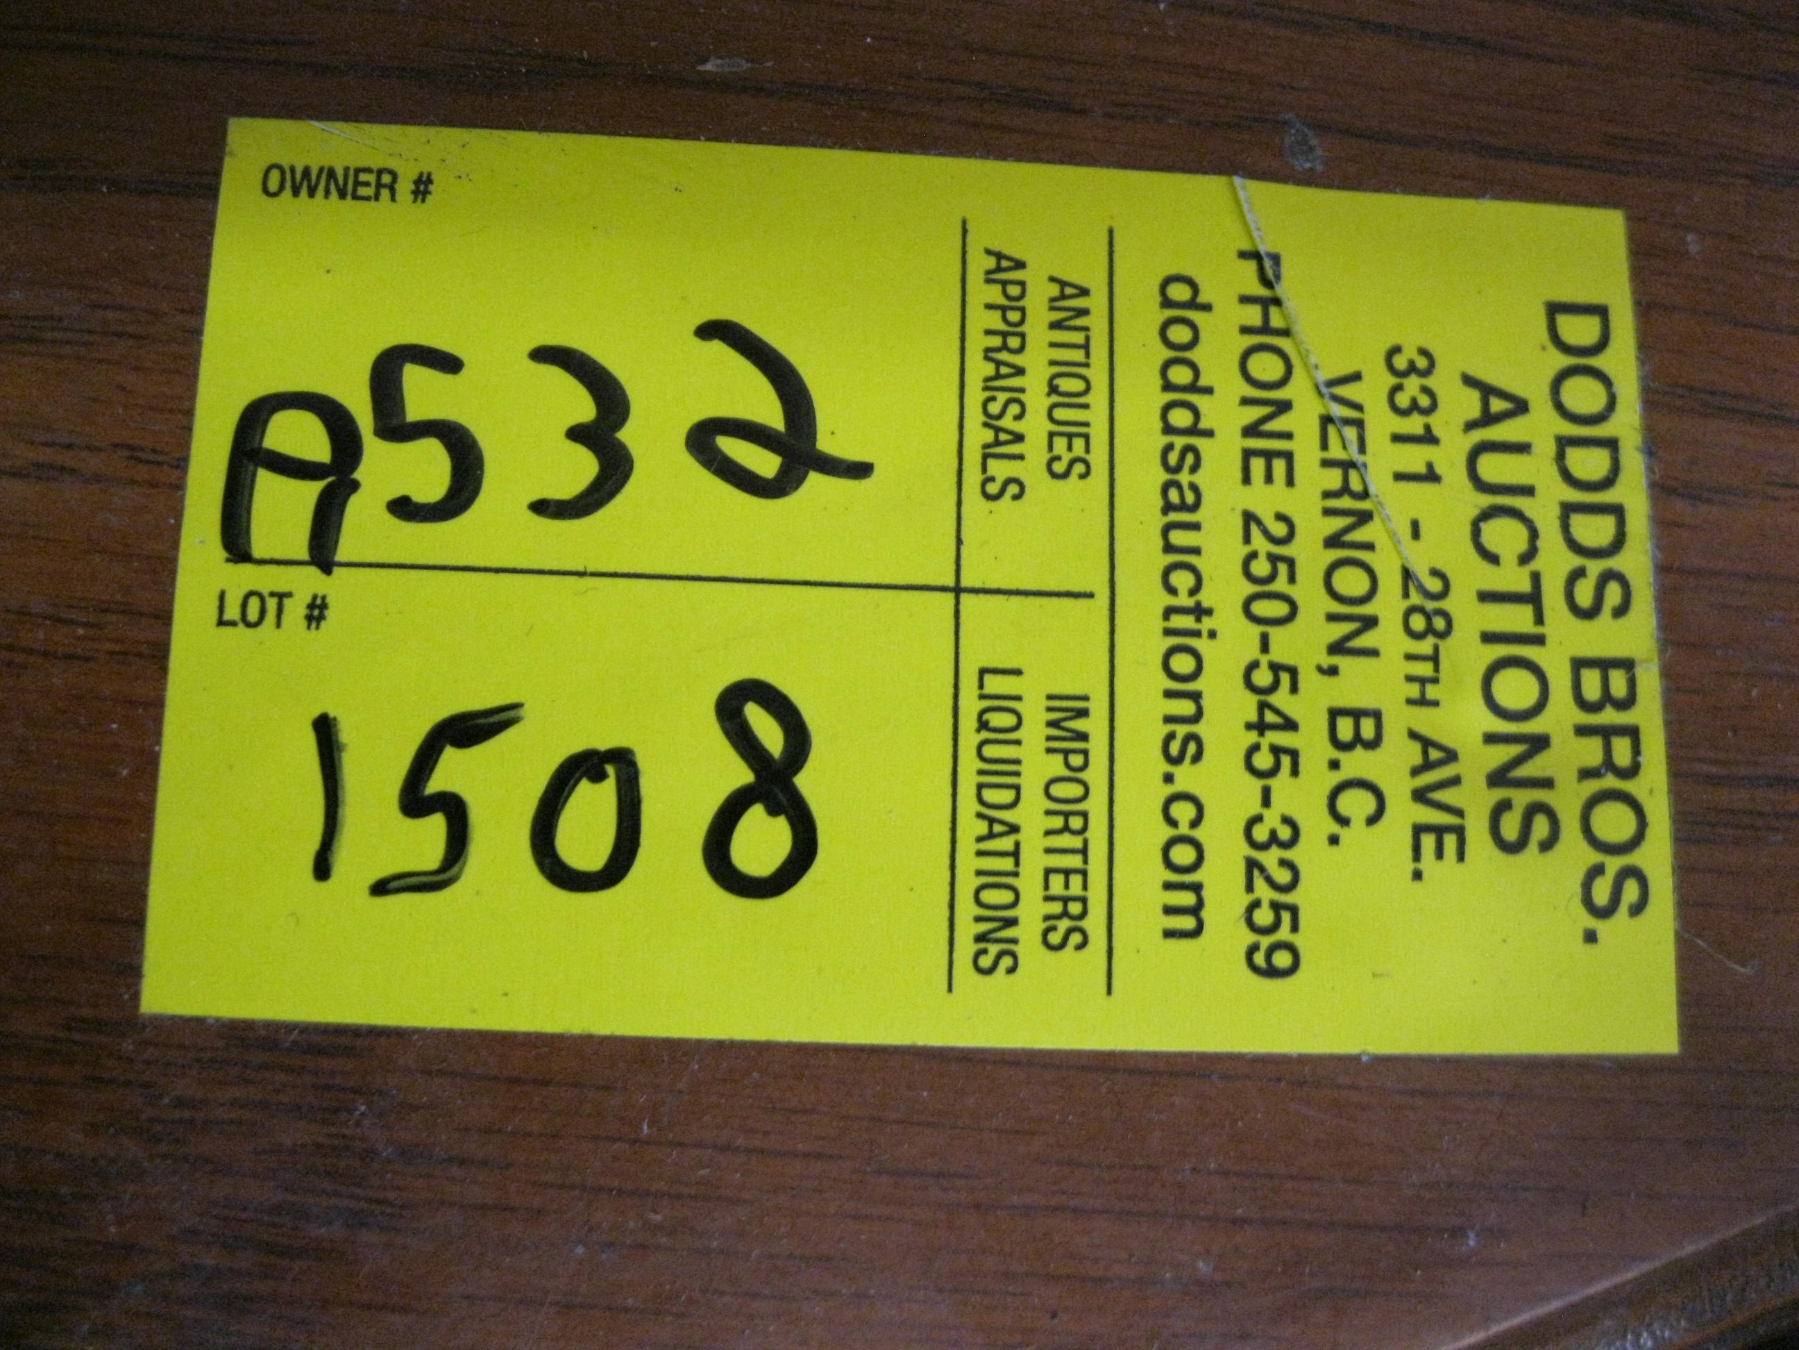 OWNER #
A532
LOT #
1508
DODDS BROS.
AUCTIONS
3311 - 28TH AVE.
VERNON, B.C.
PHONE 250-545-3259
doddsauctions.com
ANTIQUES
APPRAISALS
IMPORTERS
LIQUIDATIONS